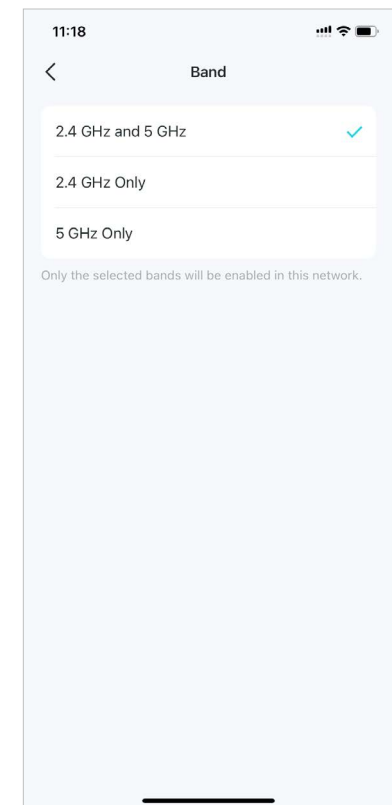 11:18
Band
2.4 GHz and 5 GHz
2.4 GHz Only
5 GHz Only
Only the selected bands will be enabled in this network.